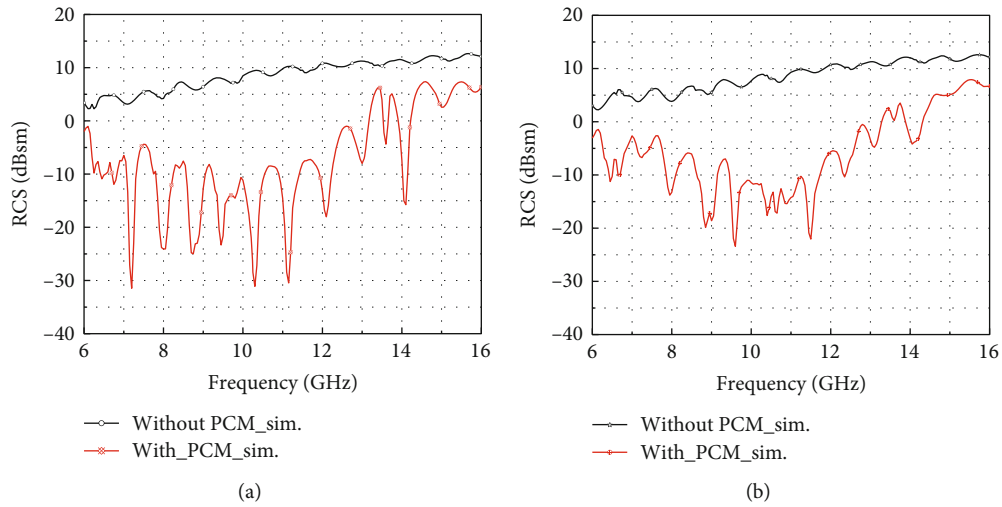 20
10
0
−10
−20
−30
−40
RCS (dBsm)
6
8
10
12
14
16
Frequency (GHz)
Without PCM_sim.
With_PCM_sim.
(a)
20
10
0
−10
−20
−30
−40
RCS (dBsm)
6
8
10
12
14
16
Frequency (GHz)
Without PCM_sim.
With_PCM_sim.
(b)